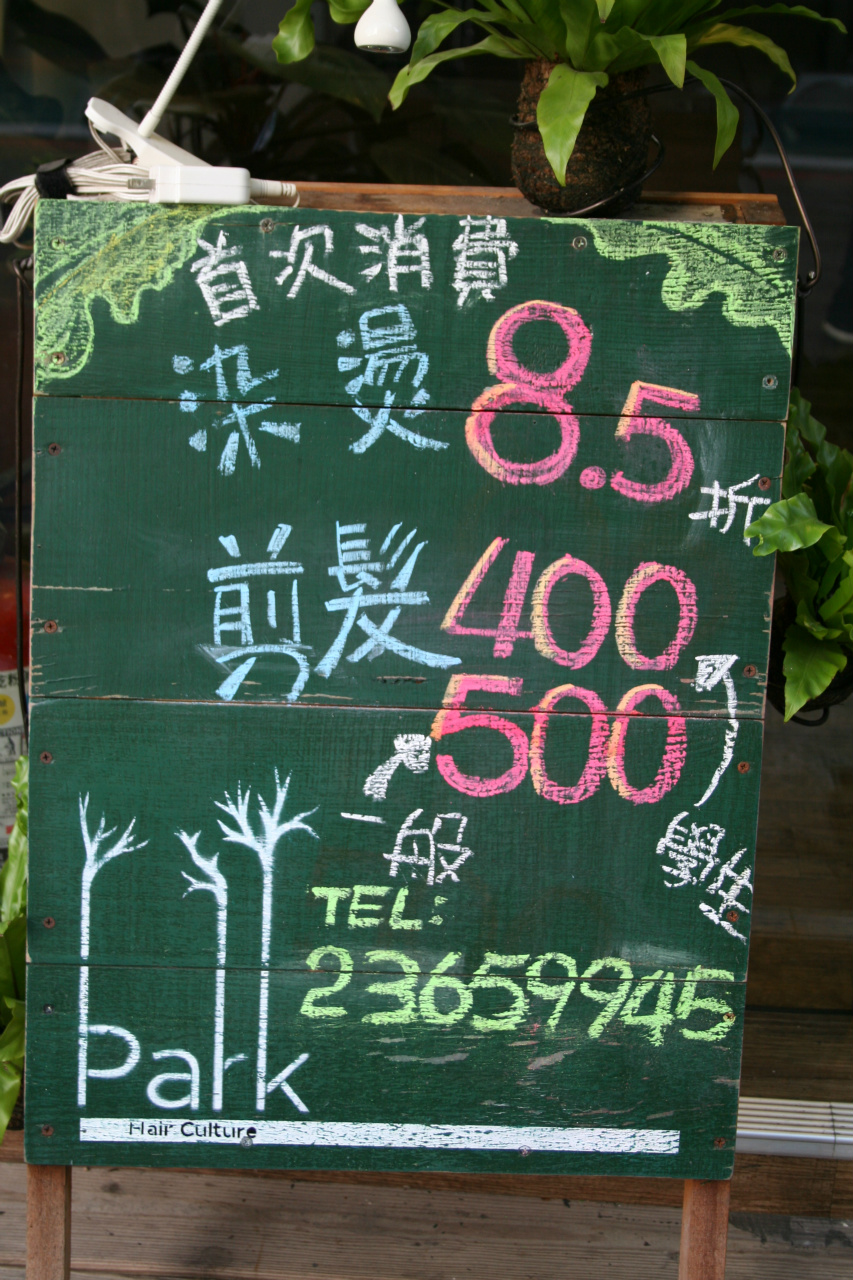 首次消費
染 燙 8.5折
剪髮 400
500
一般
學生
TEL:
23659945
Park
Hair Culture